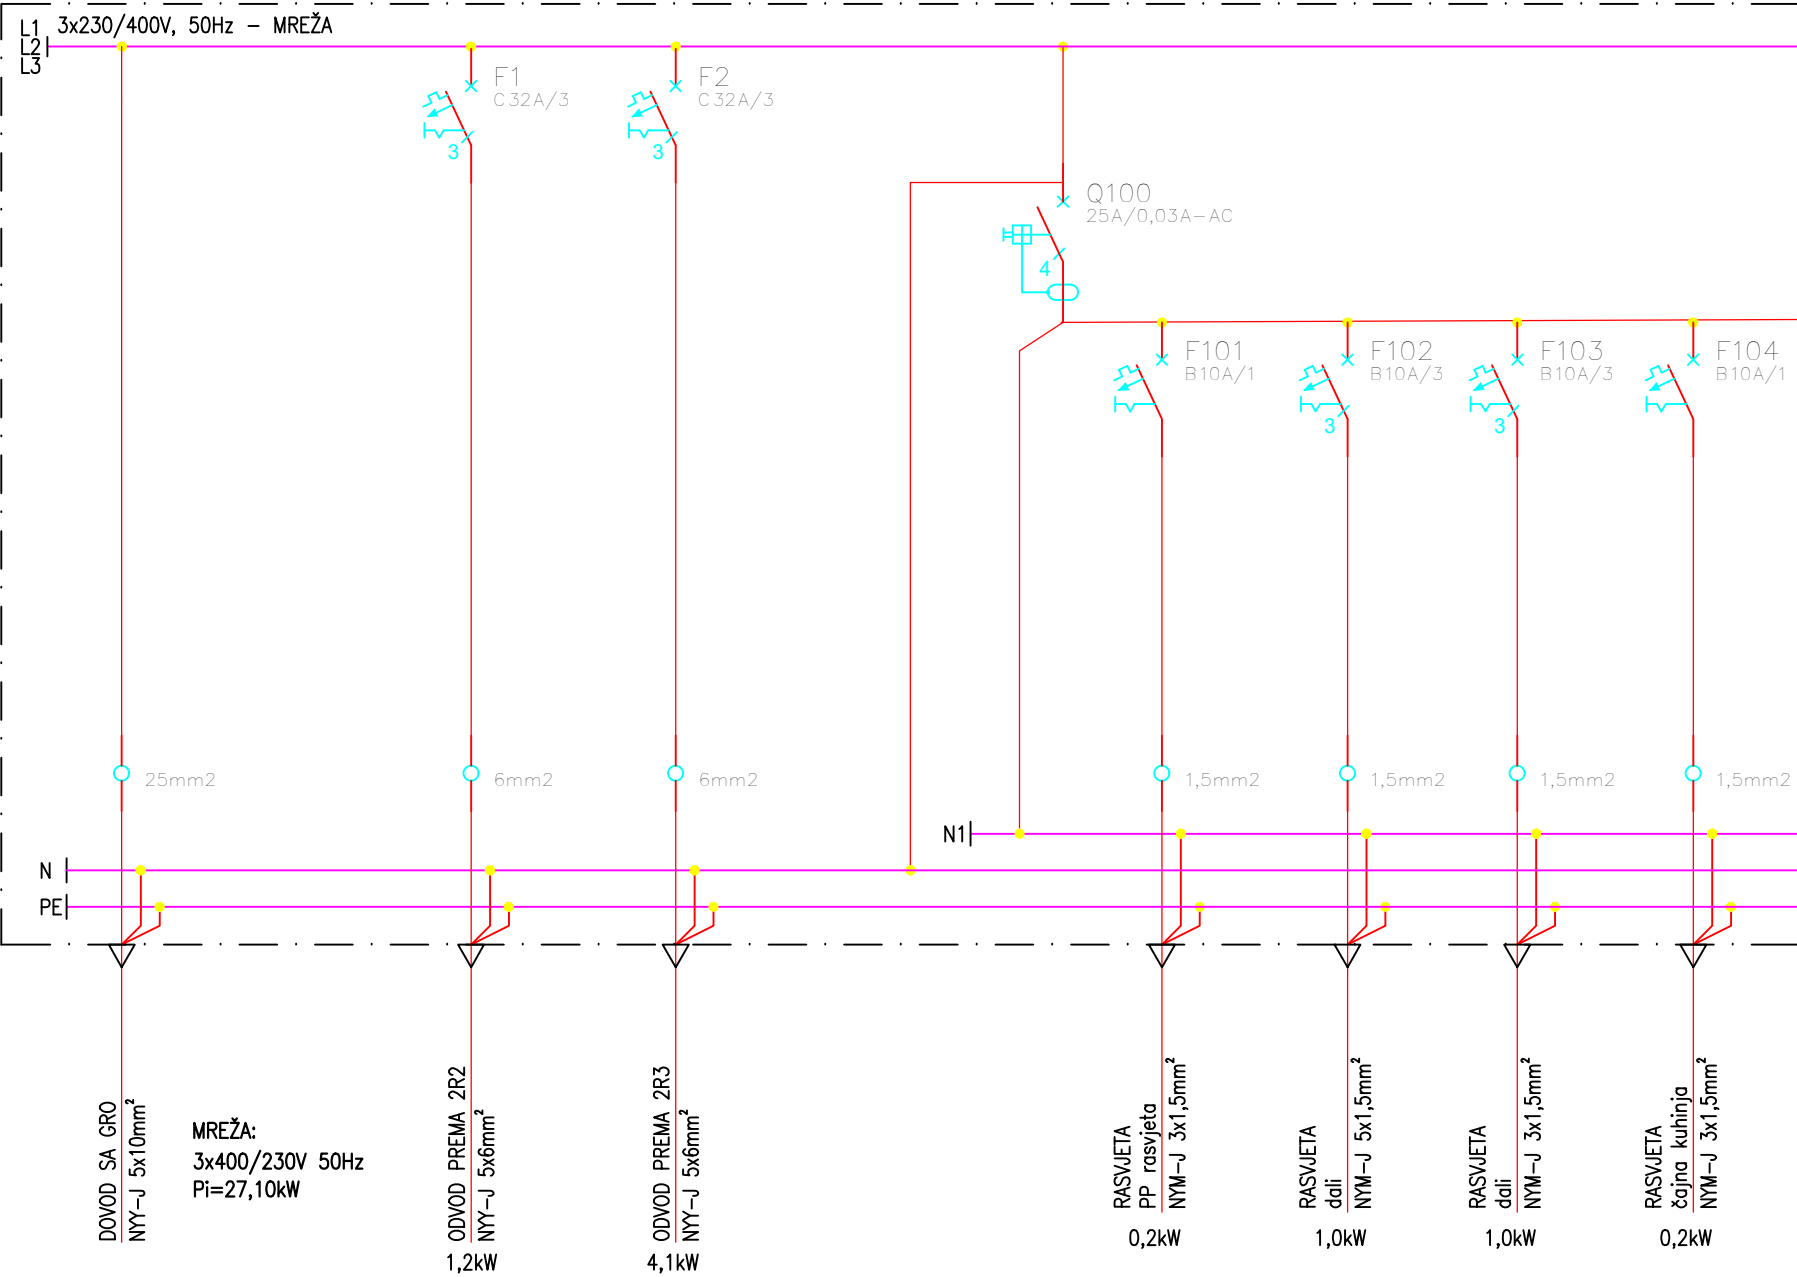 L1
L2
L3
3x230/400V, 50Hz – MREŽA
F1
C32A/3
3
F2
C32A/3
3
Q100
25A/0,03A–AC
4
F101
B10A/1
F102
B10A/3
3
F103
B10A/3
3
F104
B10A/1
25mm2
6mm2
6mm2
1,5mm2
1,5mm2
1,5mm2
1,5mm2
N1
N
PE
DOVOD SA GRO
NYY–J 5x10mm²
MREŽA:
3x400/230V 50Hz
Pi=27,10kW
ODVOD PREMA 2R2
NYY–J 5x6mm²
1,2kW
ODVOD PREMA 2R3
NYY–J 5x6mm²
4,1kW
RASVJETA
PP rasvjeta
NYM–J 3x1,5mm²
0,2kW
RASVJETA
dali
NYM–J 5x1,5mm²
1,0kW
RASVJETA
dali
NYM–J 3x1,5mm²
1,0kW
RASVJETA
čajna kuhinja
NYM–J 3x1,5mm²
0,2kW